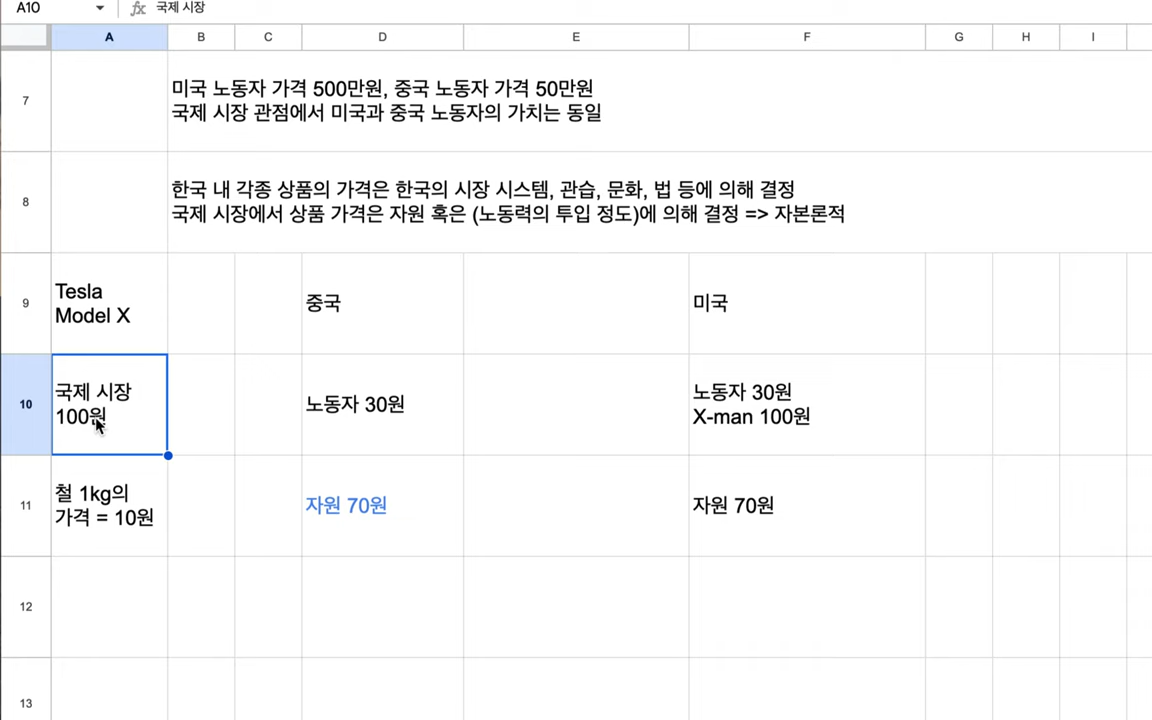 A10
fx 국제 시장
A B C D E F G H I
7
미국 노동자 가격 500만원, 중국 노동자 가격 50만원
국제 시장 관점에서 미국과 중국 노동자의 가치는 동일
8
한국 내 각종 상품의 가격은 한국의 시장 시스템, 관습, 문화, 법 등에 의해 결정
국제 시장에서 상품 가격은 자원 혹은 (노동력의 투입 정도)에 의해 결정 => 자본론적
9
Tesla
Model X
중국
미국
10
국제 시장
100원
노동자 30원
노동자 30원
X-man 100원
11
철 1kg의
가격 = 10원
자원 70원
자원 70원
12
13